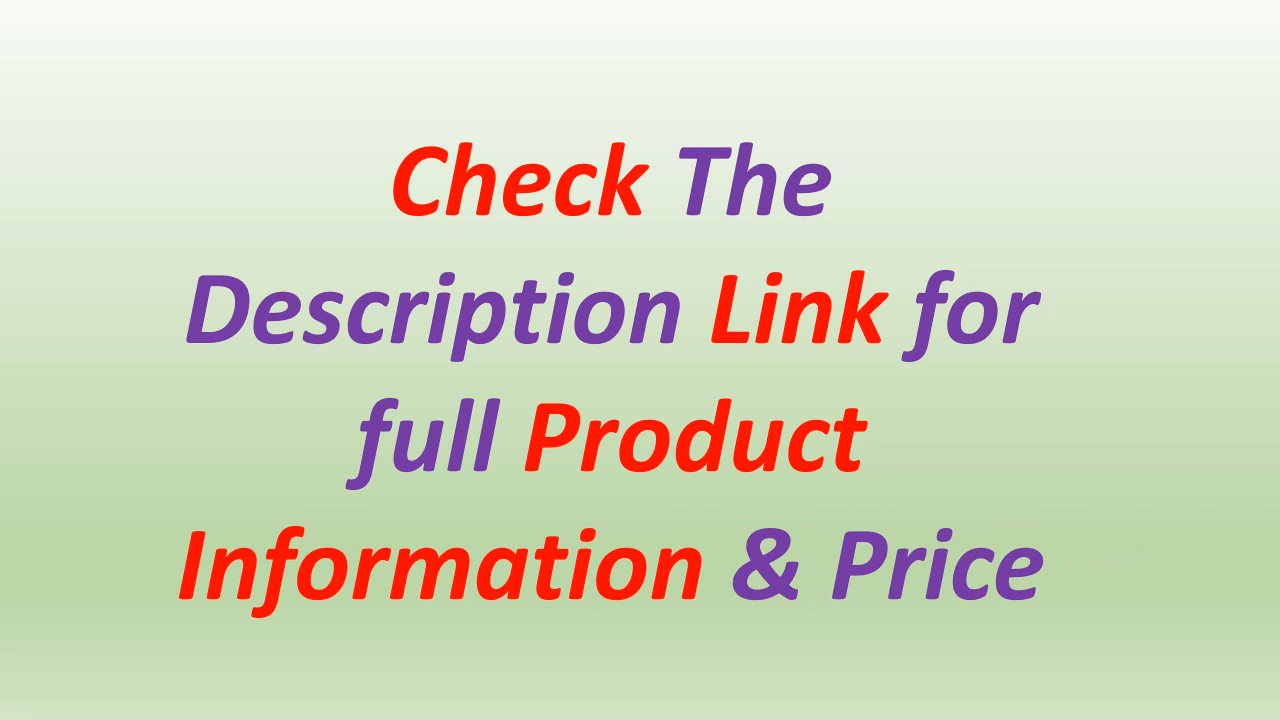 Check The
Description Link for
full Product
Information & Price